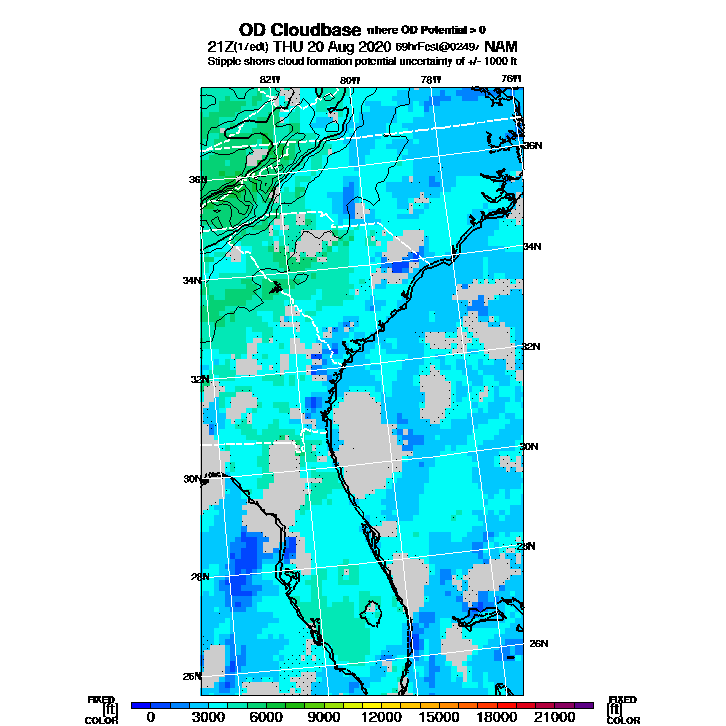 OD Cloudbase where OD Potential > 0
21Z(17edt) THU 20 Aug 2020 NAM
Stipple shows cloud formation potential uncertainty of +/- 1000 ft
82W 80W 78W 76W
36N
36N
34N
34N
32N
32N
30N
30N
28N
28N
26N
26N
FIXED FIXED
[ft] [ft]
COLOR 0 3000 6000 9000 12000 15000 18000 21000 COLOR